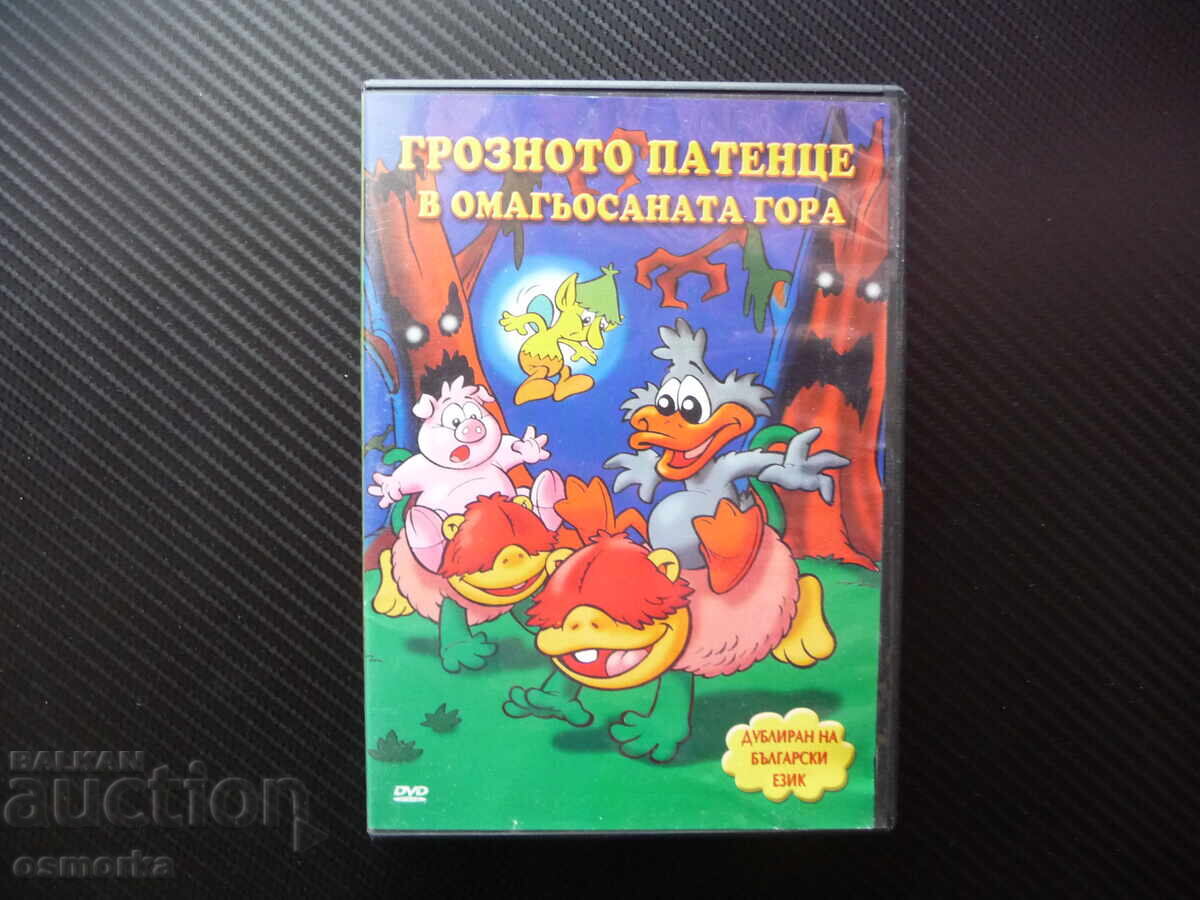 ГРОЗНОТО ПАТЕНЦЕ
В ОМАГЬОСАНАТА ГОРА
ДУБЛИРАН НА
БЪЛГАРСКИ
ЕЗИК
DVD
BALKAN
auction
osmorka